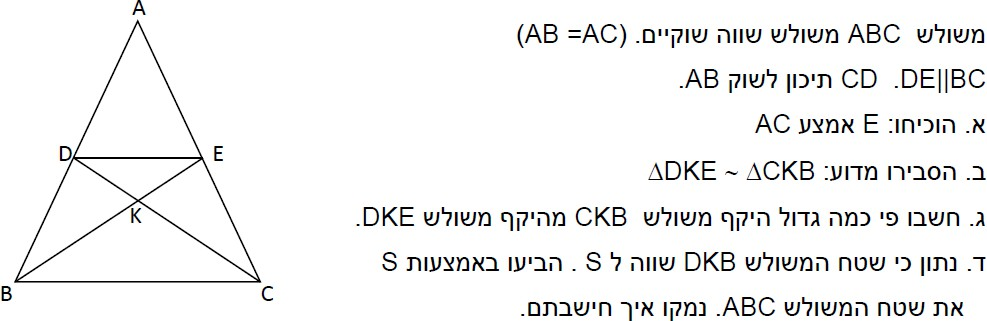 משולש ABC משולש שווה שוקיים. (AB =AC)
DE||BC. CD תיכון לשוק AB.
א. הוכיחו: E אמצע AC
ב. הסבירו מדוע: ∆DKE ~ ∆CKB
ג. חשבו פי כמה גדול היקף משולש CKB מהיקף משולש DKE.
ד. נתון כי שטח המשולש DKB שווה ל S . הביעו באמצעות S
את שטח המשולש ABC. נמקו איך חישבתם.
A
D
E
K
B
C